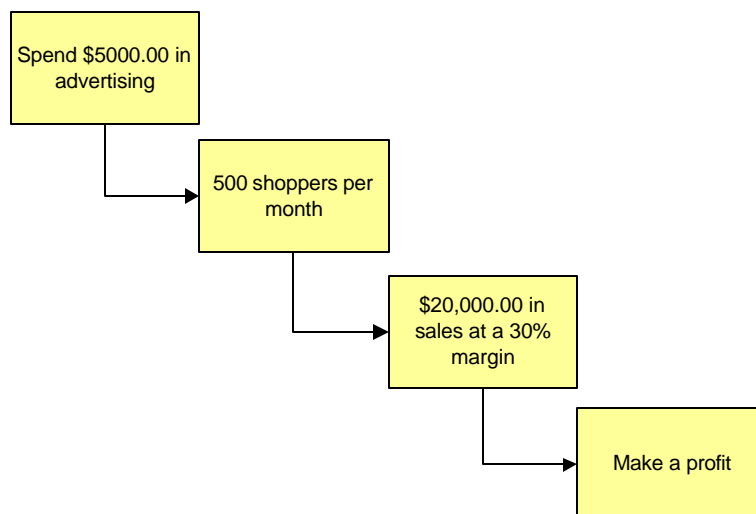 Spend $5000.00 in
advertising
500 shoppers per
month
$20,000.00 in
sales at a 30%
margin
Make a profit